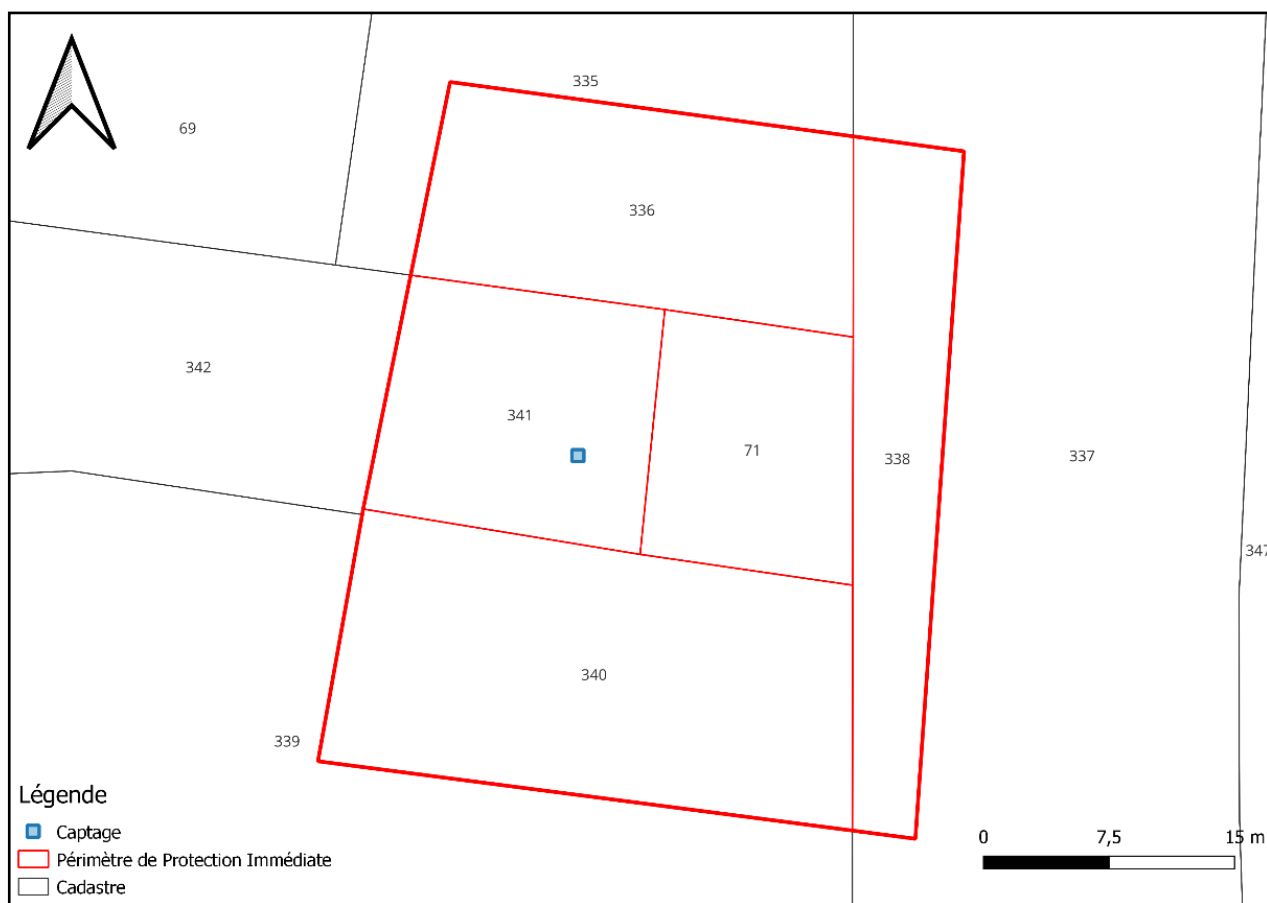 335
69
336
342
341
71
338
337
347
340
339
Légende
Captage
Périmètre de Protection Immédiate
Cadastre
0 7,5 15 m